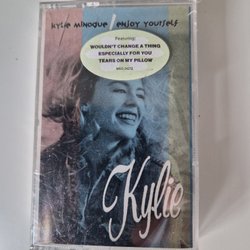 kylie minogue / enjoy yourself
Featuring:
WOULDN'T CHANGE A THING
ESPECIALLY FOR YOU
TEARS ON MY PILLOW
Kylie